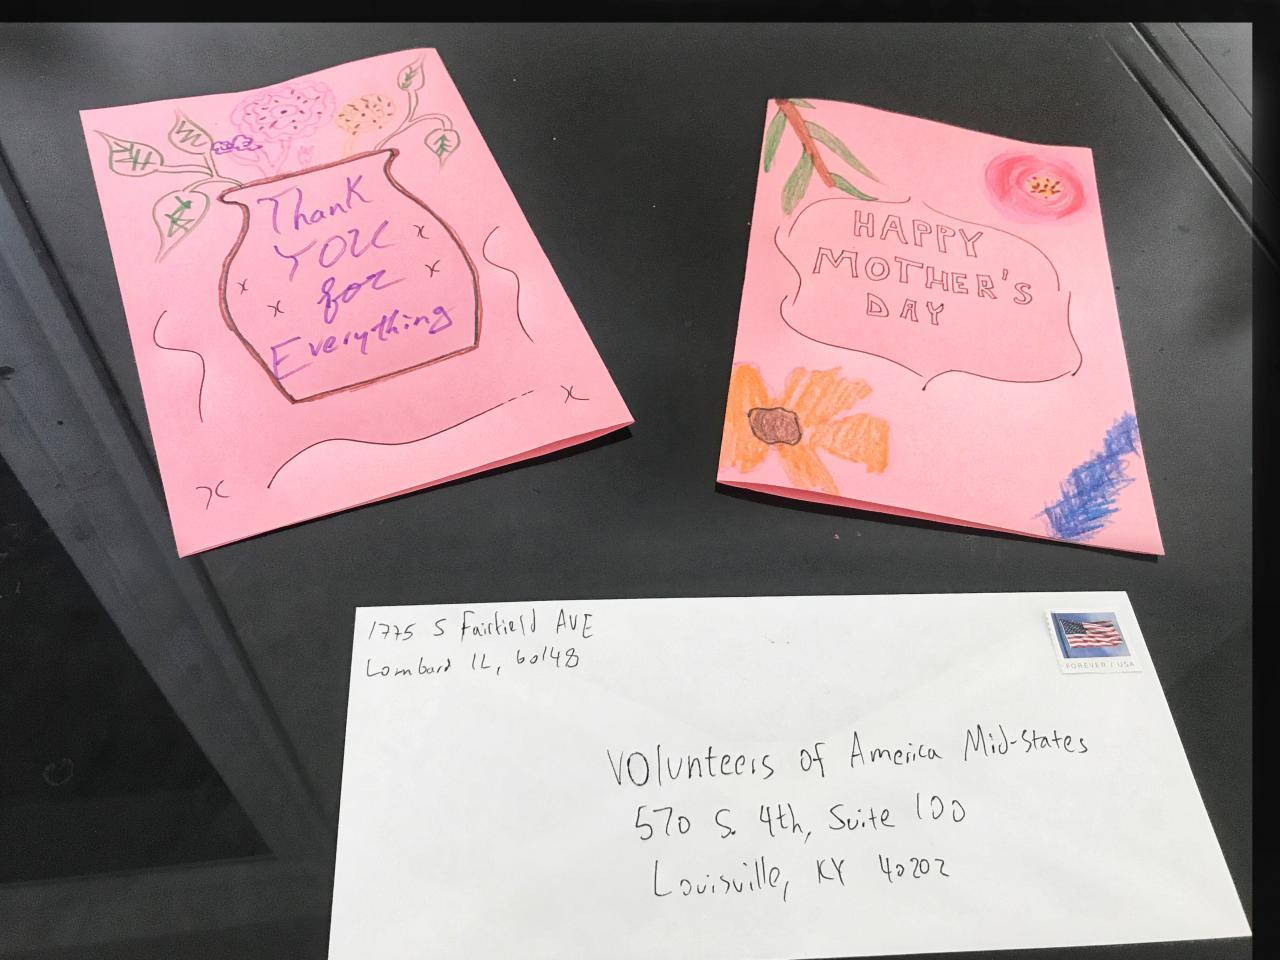 Thank
YOU
for
Everything
HAPPY
MOTHER'S
DAY
1775 S Fairfield AVE
Lombard IL, 60148
FOREVER / USA
Volunteers of America Mid-States
570 S. 4th, Suite 100
Louisville, KY 40202